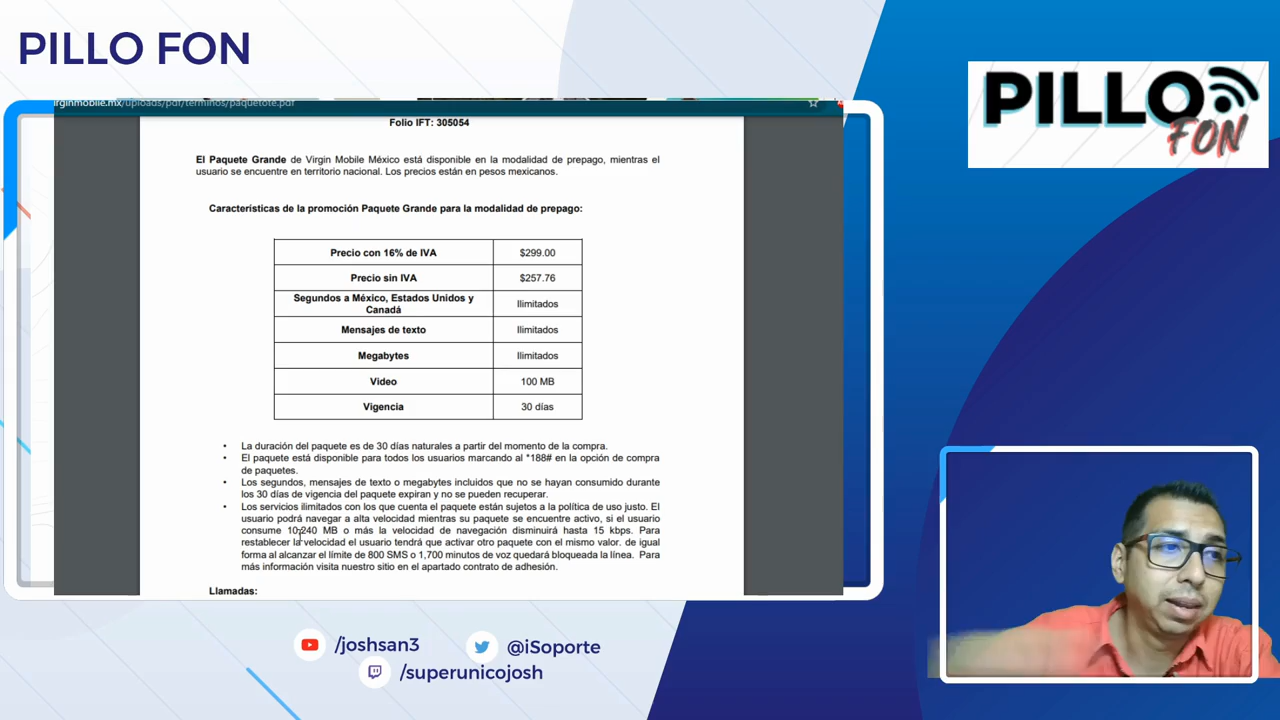 PILLO FON
PILLO
FON
irginmobile.mx/uploads/pdf/terminos/paquetote.pdf
Folio IFT: 305054
El Paquete Grande de Virgin Mobile México está disponible en la modalidad de prepago, mientras el
usuario se encuentre en territorio nacional. Los precios están en pesos mexicanos.
Características de la promoción Paquete Grande para la modalidad de prepago:
Precio con 16% de IVA $299.00
Precio sin IVA $257.76
Segundos a México, Estados Unidos y
Canadá Ilimitados
Mensajes de texto Ilimitados
Megabytes Ilimitados
Video 100 MB
Vigencia 30 días
• La duración del paquete es de 30 días naturales a partir del momento de la compra.
• El paquete está disponible para todos los usuarios marcando al *188# en la opción de compra
de paquetes.
• Los segundos, mensajes de texto o megabytes incluidos que no se hayan consumido durante
los 30 días de vigencia del paquete expiran y no se pueden recuperar.
• Los servicios ilimitados con los que cuenta el paquete están sujetos a la política de uso justo. El
usuario podrá navegar a alta velocidad mientras su paquete se encuentre activo, si el usuario
consume 10,240 MB o más la velocidad de navegación disminuirá hasta 15 kbps. Para
restablecer la velocidad el usuario tendrá que activar otro paquete con el mismo valor. de igual
forma al alcanzar el límite de 800 SMS o 1,700 minutos de voz quedará bloqueada la línea. Para
más información visita nuestro sitio en el apartado contrato de adhesión.
Llamadas:
/joshsan3
@iSoporte
/superunicojosh